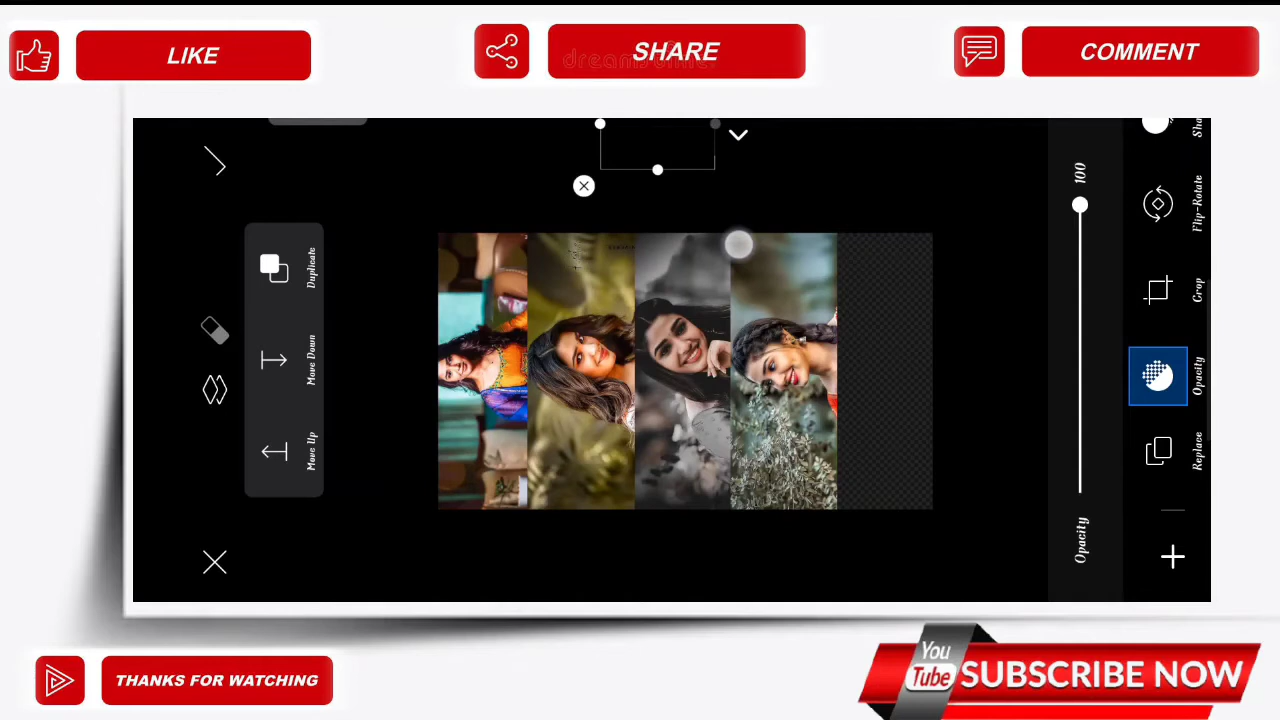 LIKE
SHARE
COMMENT
Duplicate
Move Down
Move Up
100
Opacity
Flip-Rotate
Crop
Opacity
Replace
THANKS FOR WATCHING
You
Tube
SUBSCRIBE NOW